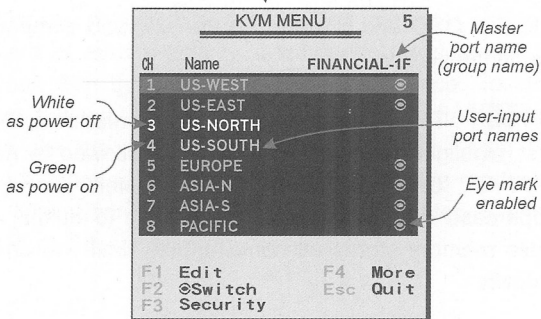 KVM MENU 5
CH Name FINANCIAL-1F
1 US-WEST
2 US-EAST
3 US-NORTH
4 US-SOUTH
5 EUROPE
6 ASIA-N
7 ASIA-S
8 PACIFIC
F1 Edit F4 More
F2 Switch Esc Quit
F3 Security
White
as power off
Green
as power on
Master
port name
(group name)
User-input
port names
Eye mark
enabled